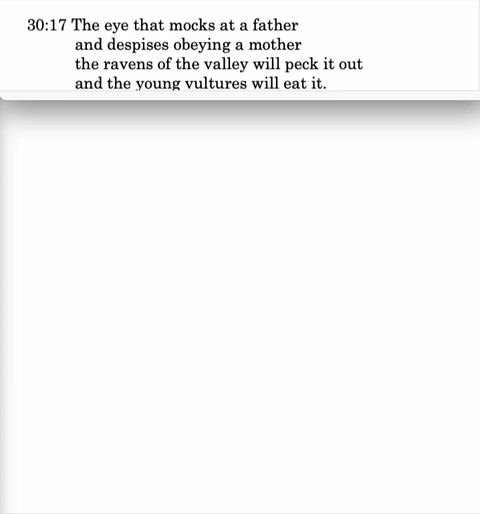 30:17 The eye that mocks at a father
and despises obeying a mother
the ravens of the valley will peck it out
and the young vultures will eat it.